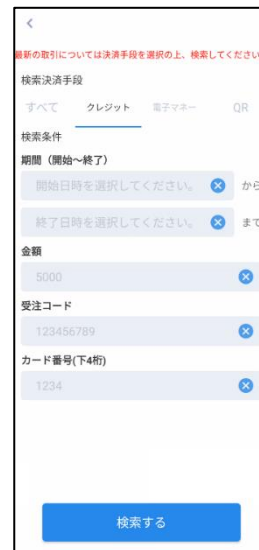 最新の取引については決済手段を選択の上、検索してください
検索決済手段
すべて クレジット 電子マネー QR
検索条件
期間（開始～終了）
開始日時を選択してください。 から
終了日時を選択してください。 まで
金額
5000
受注コード
123456789
カード番号(下4桁)
1234
検索する